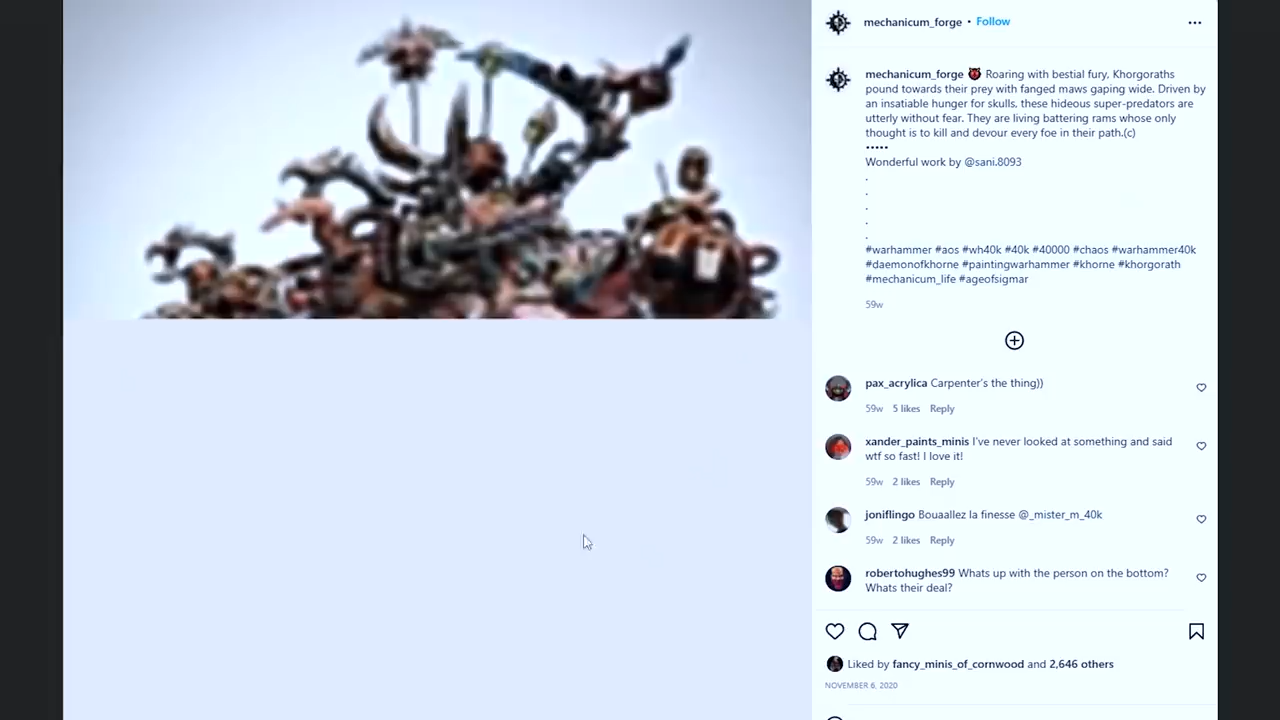 mechanicum_forge • Follow
mechanicum_forge 👹 Roaring with bestial fury, Khorgoraths
pound towards their prey with fanged maws gaping wide. Driven by
an insatiable hunger for skulls, these hideous super-predators are
utterly without fear. They are living battering rams whose only
thought is to kill and devour every foe in their path.(c)
•••••
Wonderful work by @sani.8093
.
.
.
.
.
#warhammer #aos #wh40k #40k #40000 #chaos #warhammer40k
#daemonofkhorne #paintingwarhammer #khorne #khorgorath
#mechanicum_life #ageofsigmar
59w
pax_acrylica Carpenter's the thing))
59w 5 likes Reply
xander_paints_minis I've never looked at something and said
wtf so fast! I love it!
59w 2 likes Reply
joniflingo Bouaallez la finesse @_mister_m_40k
59w 2 likes Reply
robertohughes99 Whats up with the person on the bottom?
Whats their deal?
Liked by fancy_minis_of_cornwood and 2,646 others
NOVEMBER 6, 2020